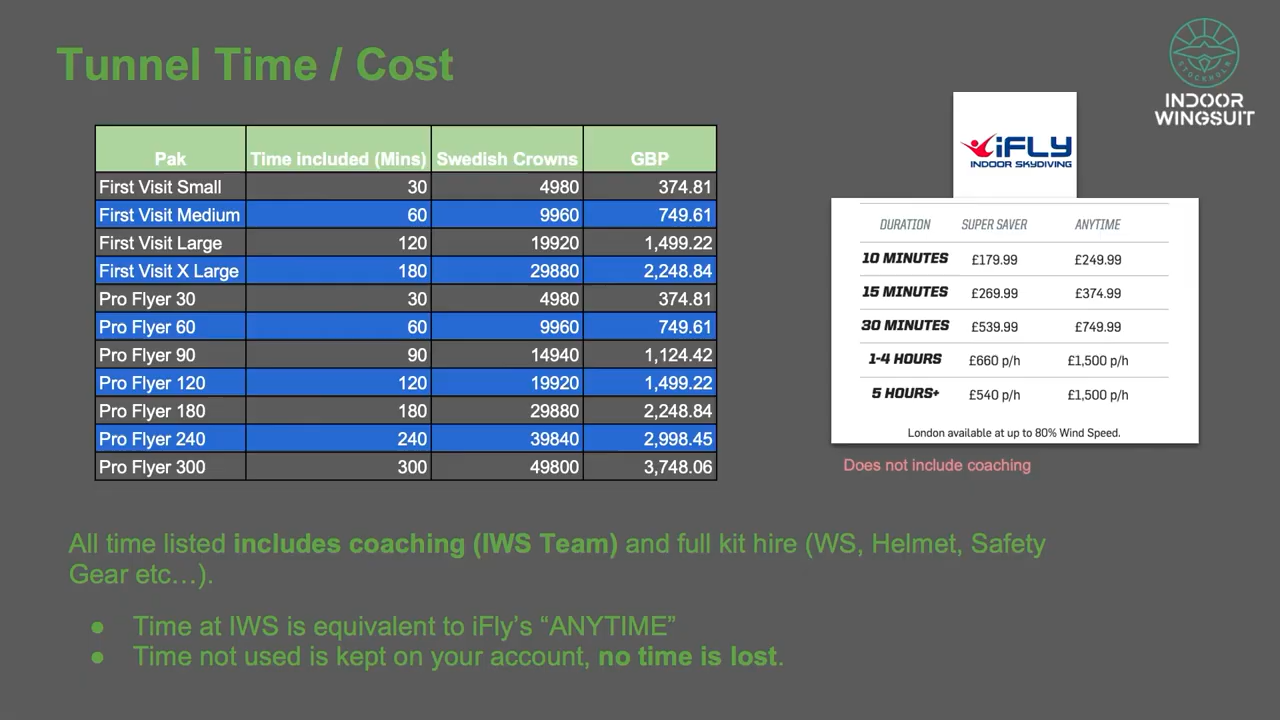 Tunnel Time / Cost
STOCKHOLM
INDOOR
WINGSUIT
Pak Time included (Mins) Swedish Crowns GBP
First Visit Small 30 4980 374.81
First Visit Medium 60 9960 749.61
First Visit Large 120 19920 1,499.22
First Visit X Large 180 29880 2,248.84
Pro Flyer 30 30 4980 374.81
Pro Flyer 60 60 9960 749.61
Pro Flyer 90 90 14940 1,124.42
Pro Flyer 120 120 19920 1,499.22
Pro Flyer 180 180 29880 2,248.84
Pro Flyer 240 240 39840 2,998.45
Pro Flyer 300 300 49800 3,748.06
iFLY
INDOOR SKYDIVING
DURATION SUPER SAVER ANYTIME
10 MINUTES £179.99 £249.99
15 MINUTES £269.99 £374.99
30 MINUTES £539.99 £749.99
1-4 HOURS £660 p/h £1,500 p/h
5 HOURS+ £540 p/h £1,500 p/h
London available at up to 80% Wind Speed.
Does not include coaching
All time listed includes coaching (IWS Team) and full kit hire (WS, Helmet, Safety
Gear etc…).
● Time at IWS is equivalent to iFly’s “ANYTIME”
● Time not used is kept on your account, no time is lost.